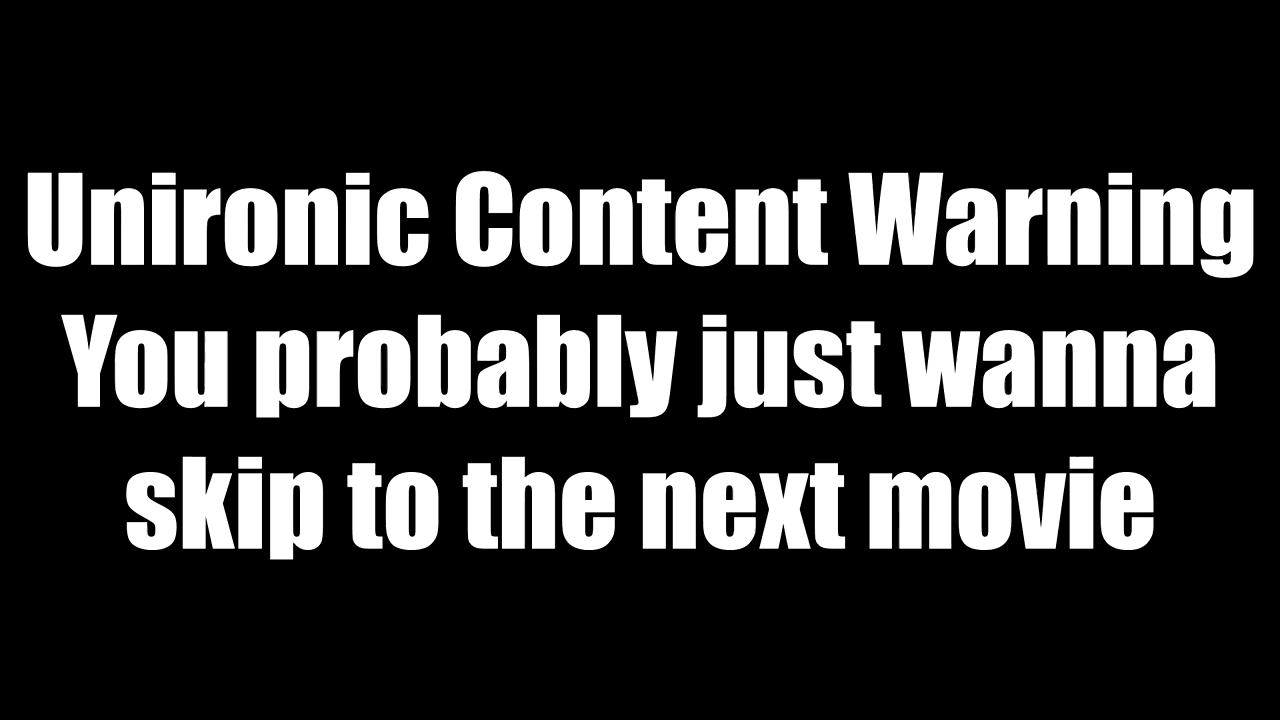 Unironic Content Warning
You probably just wanna
skip to the next movie